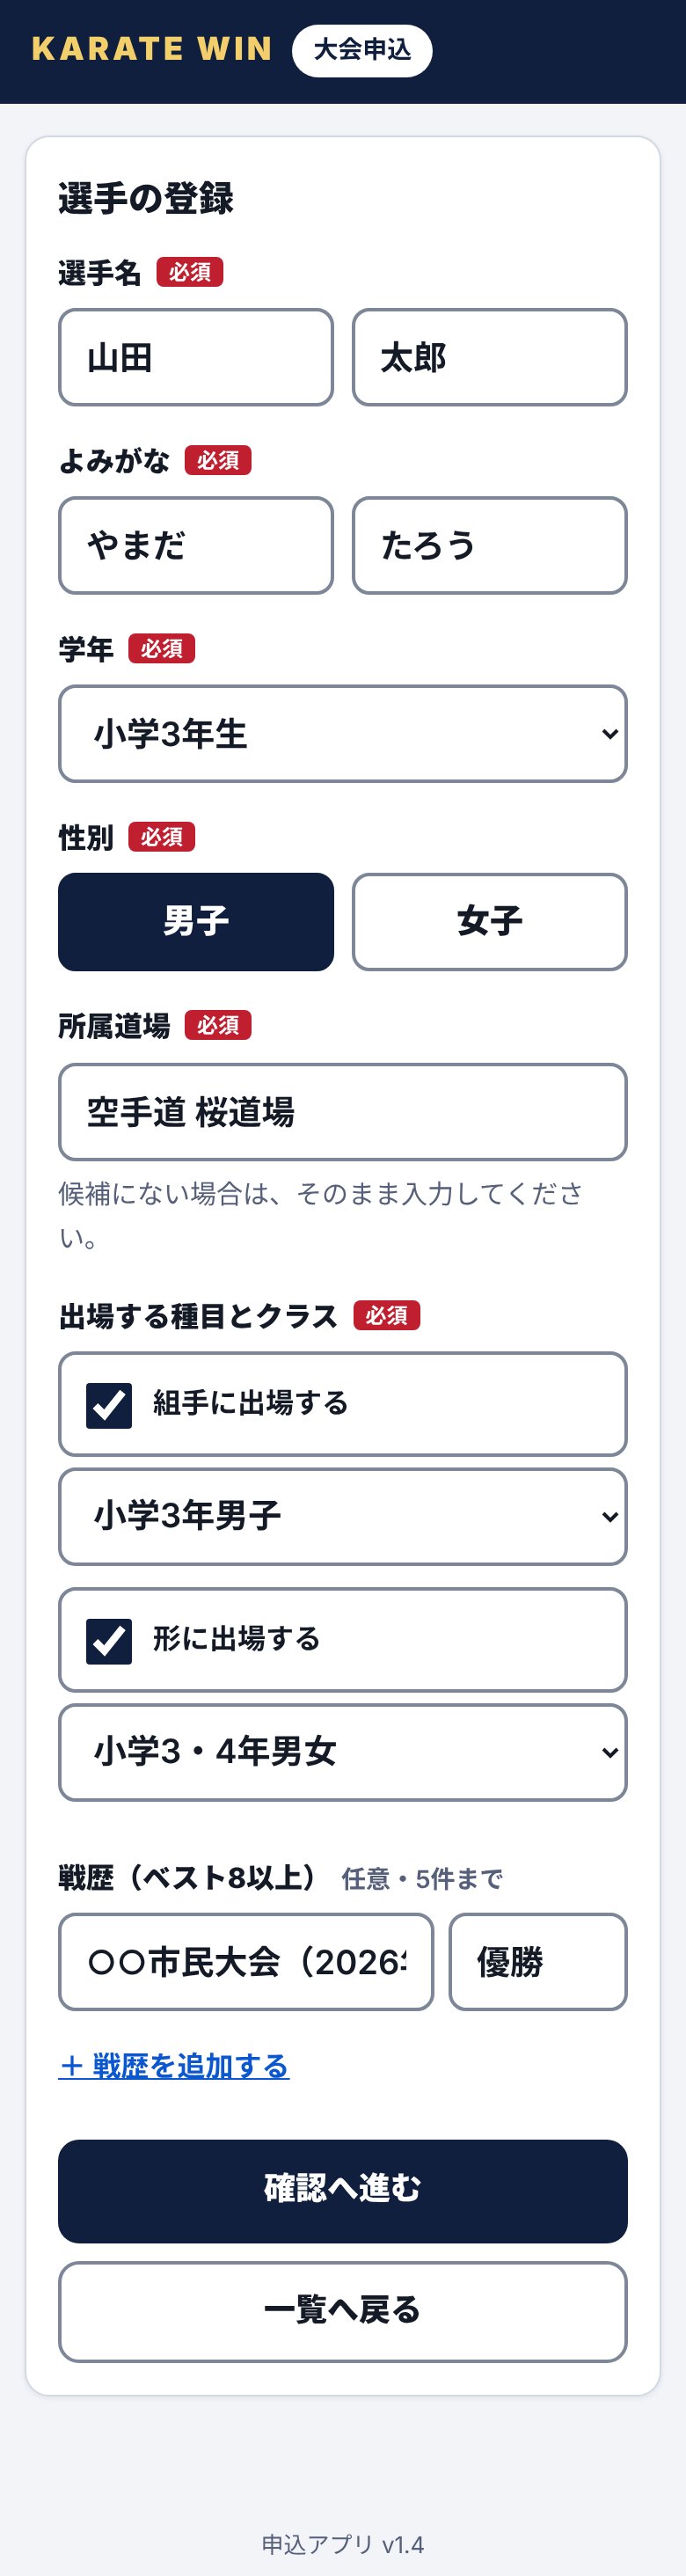 KARATE WIN 大会申込
選手の登録
選手名 必須
山田 太郎
よみがな 必須
やまだ たろう
学年 必須
小学3年生
性別 必須
男子 女子
所属道場 必須
空手道 桜道場
候補にない場合は、そのまま入力してくださ
い。
出場する種目とクラス 必須
組手に出場する
小学3年男子
形に出場する
小学3・4年男女
戦歴（ベスト8以上） 任意・5件まで
○○市民大会（2026 優勝
＋ 戦歴を追加する
確認へ進む
一覧へ戻る
申込アプリ v1.4